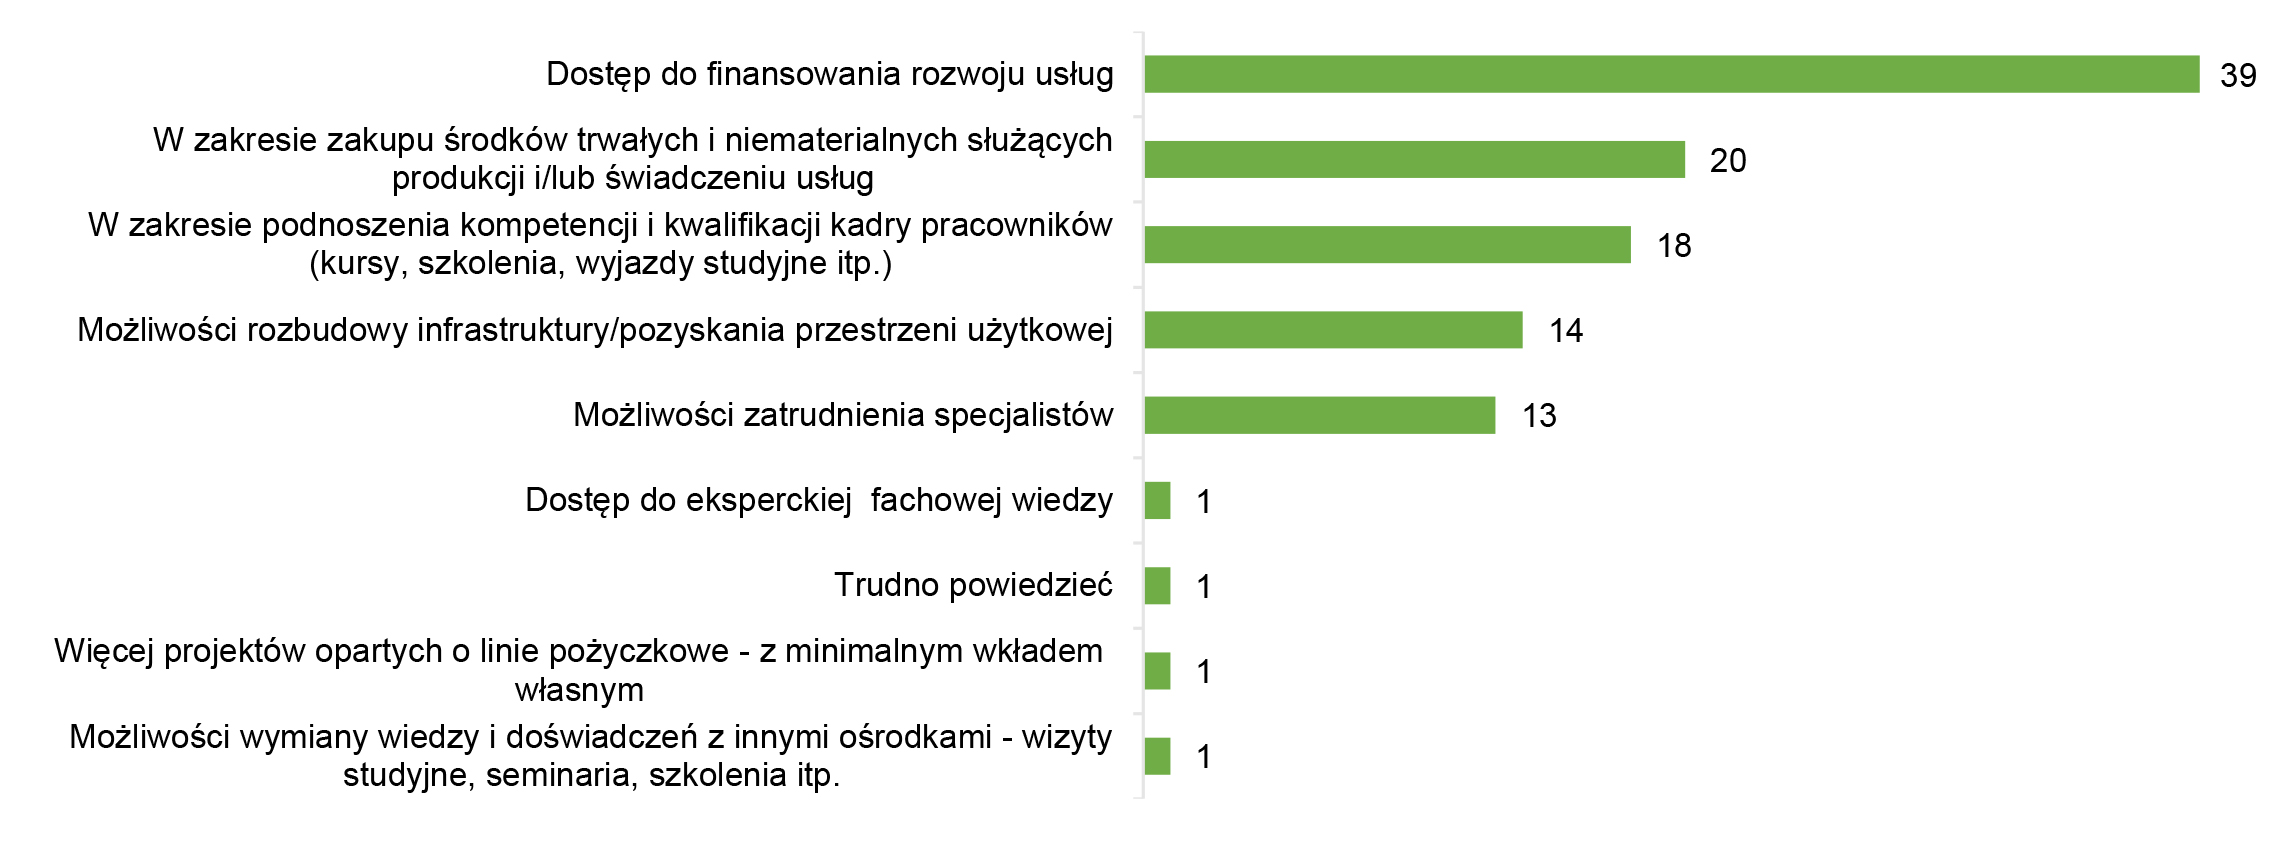 Dostęp do finansowania rozwoju usług
39
W zakresie zakupu środków trwałych i niematerialnych służących
produkcji i/lub świadczeniu usług
20
W zakresie podnoszenia kompetencji i kwalifikacji kadry pracowników
(kursy, szkolenia, wyjazdy studyjne itp.)
18
Możliwości rozbudowy infrastruktury/pozyskania przestrzeni użytkowej
14
Możliwości zatrudnienia specjalistów
13
Dostęp do eksperckiej  fachowej wiedzy
1
Trudno powiedzieć
1
Więcej projektów opartych o linie pożyczkowe - z minimalnym wkładem
własnym
1
Możliwości wymiany wiedzy i doświadczeń z innymi ośrodkami - wizyty
studyjne, seminaria, szkolenia itp.
1